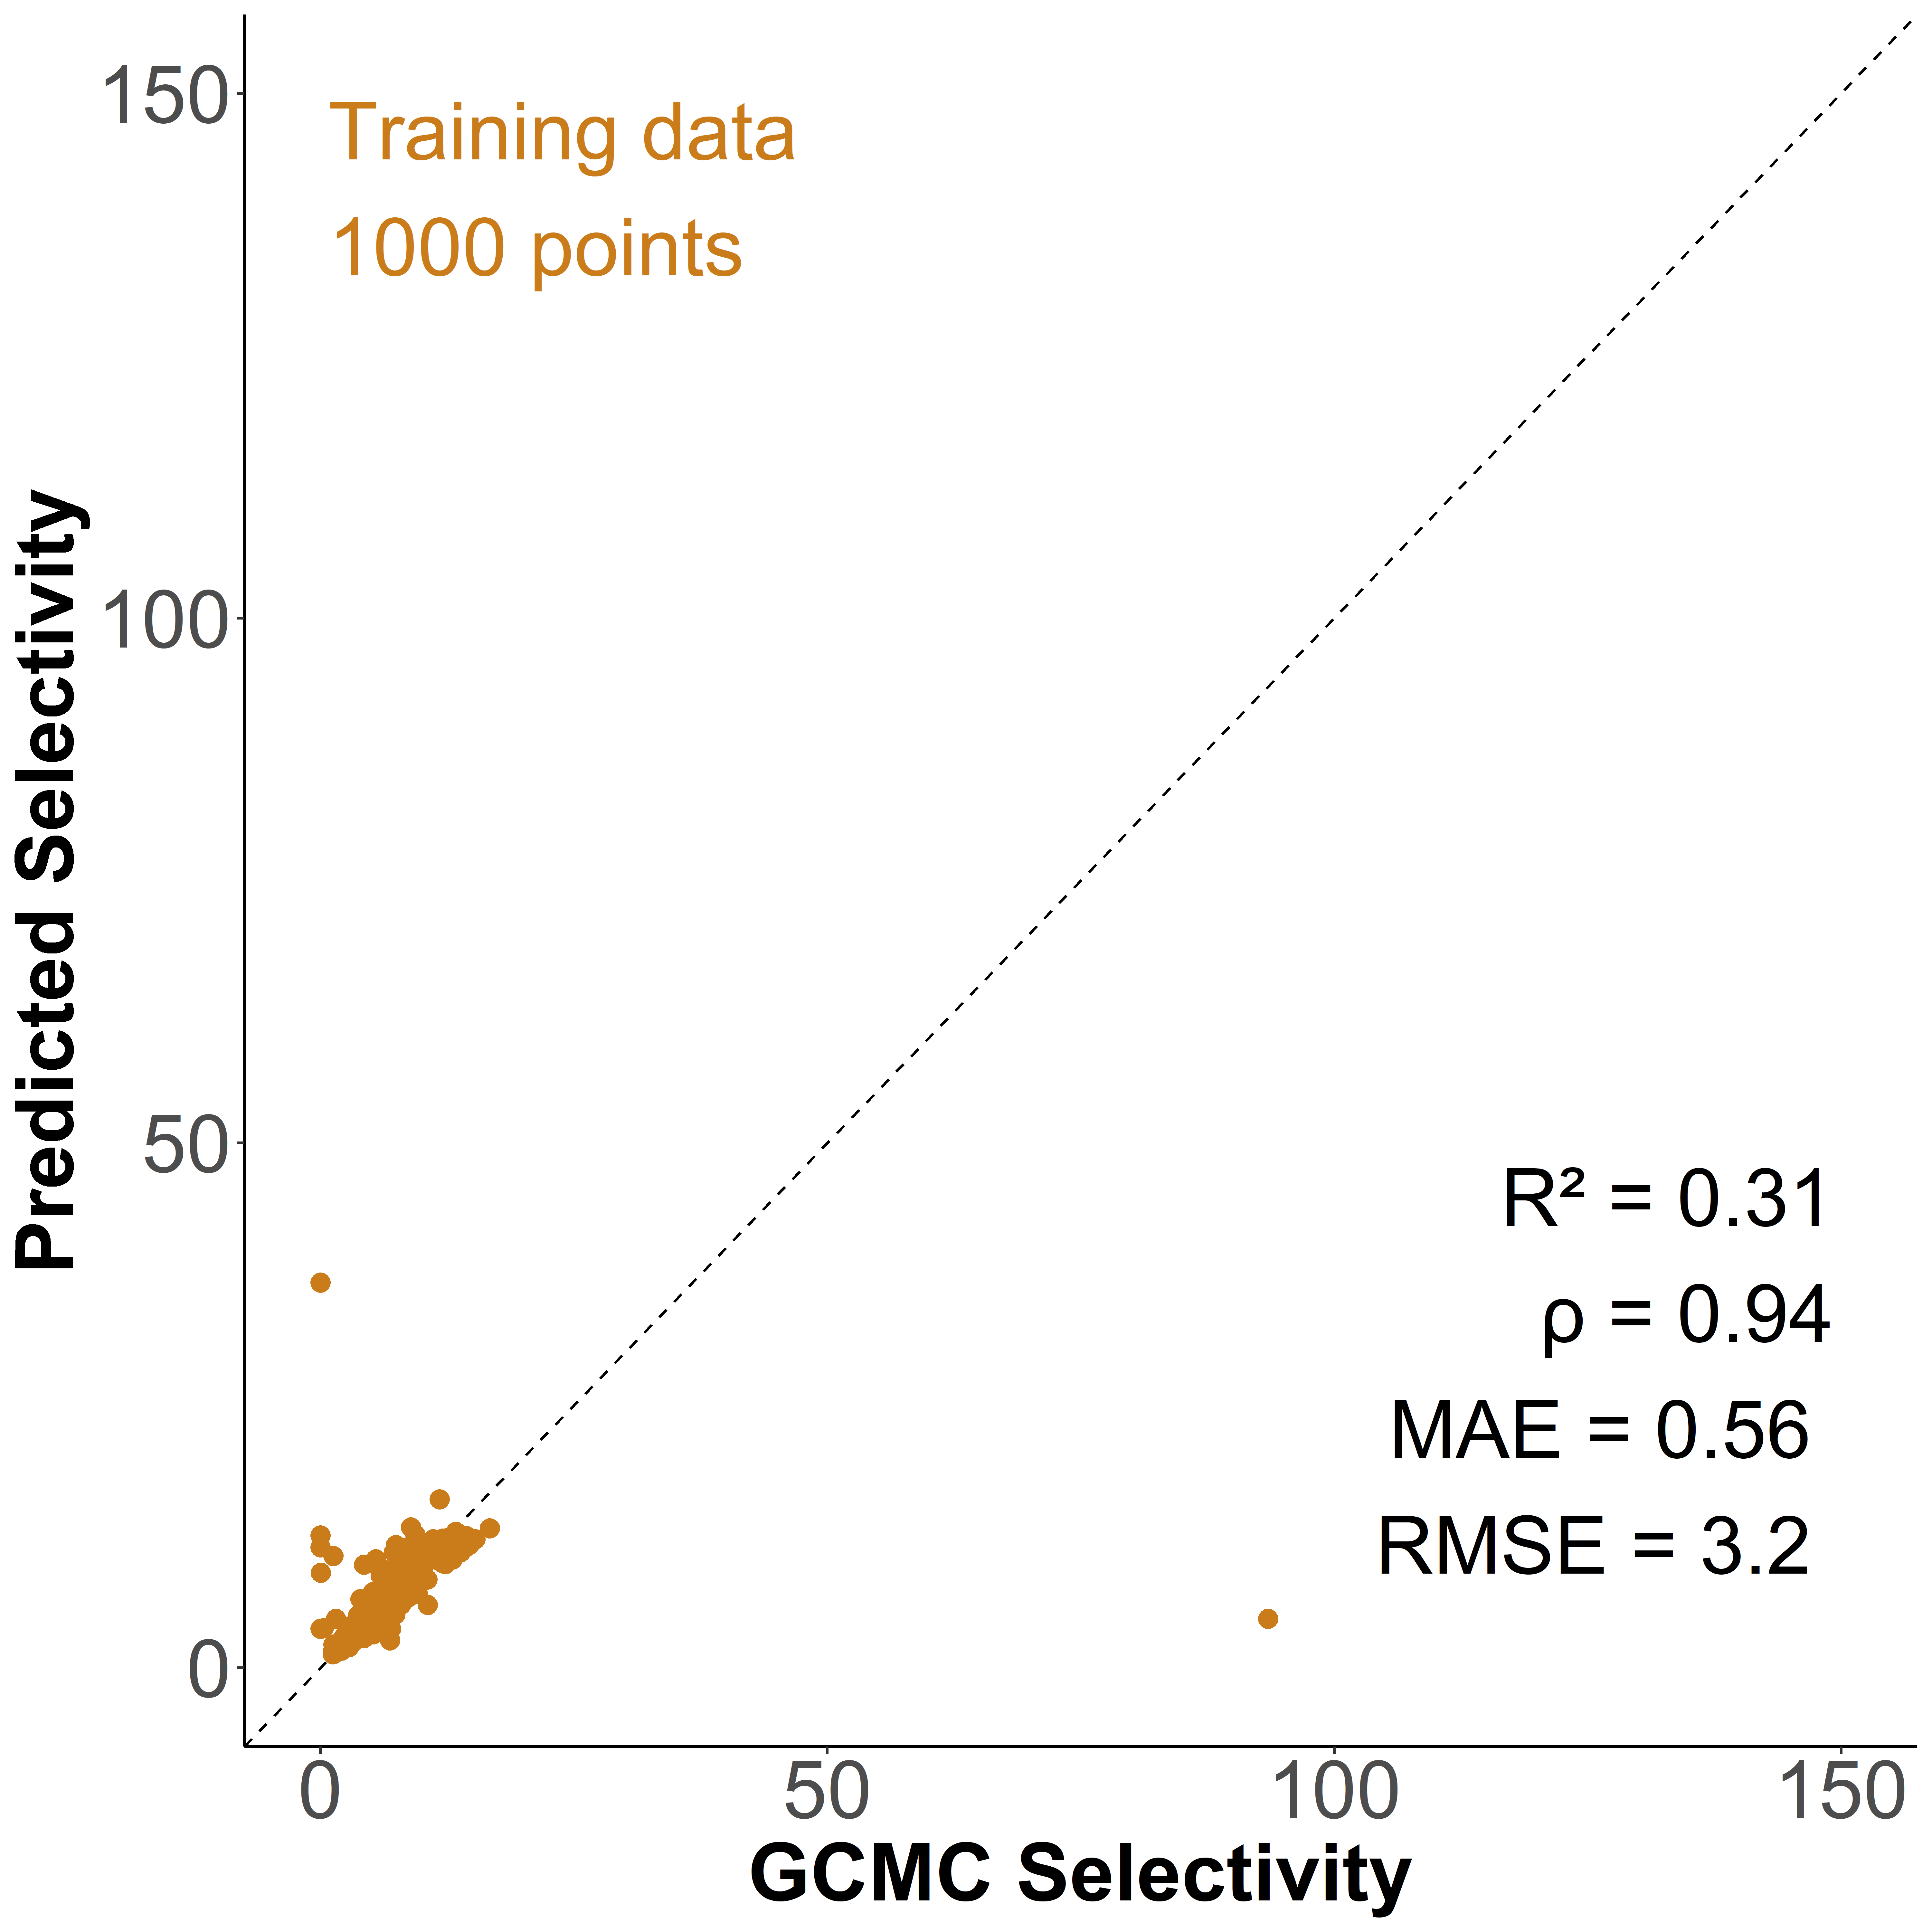 150
Training data
1000 points
100
Predicted Selectivity
50
R² = 0.31
ρ = 0.94
MAE = 0.56
RMSE = 3.2
0
0 50 100 150
GCMC Selectivity